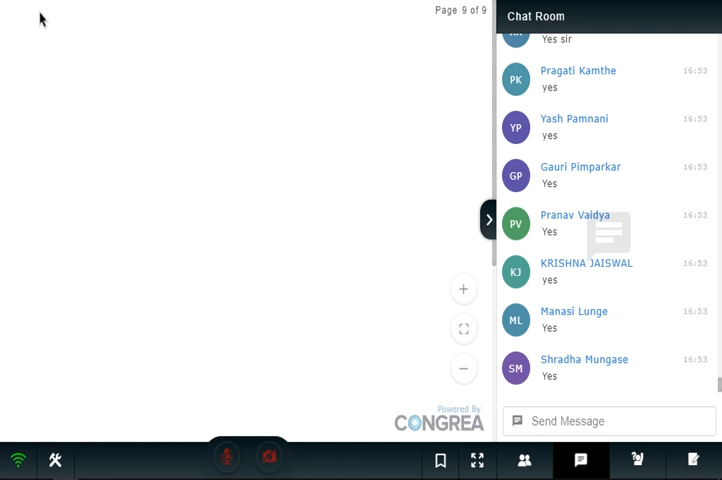 Page 9 of 9
Chat Room
Yes sir
PK Pragati Kamthe 16:53
yes
YP Yash Pamnani 16:53
yes
GP Gauri Pimparkar 16:53
Yes
PV Pranav Vaidya 16:53
Yes
KJ KRISHNA JAISWAL 16:53
yes
ML Manasi Lunge 16:53
Yes
SM Shradha Mungase 16:53
Yes
Powered By
CONGREA
Send Message